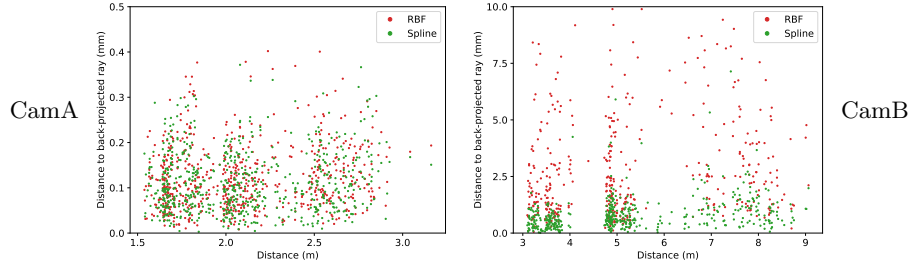 CamA
Distance to back-projected ray (mm)
0.5
0.4
0.3
0.2
0.1
0.0
RBF
Spline
1.5 2.0 2.5 3.0
Distance (m)
Distance to back-projected ray (mm)
10.0
7.5
5.0
2.5
0.0
RBF
Spline
3 4 5 6 7 8 9
Distance (m)
CamB